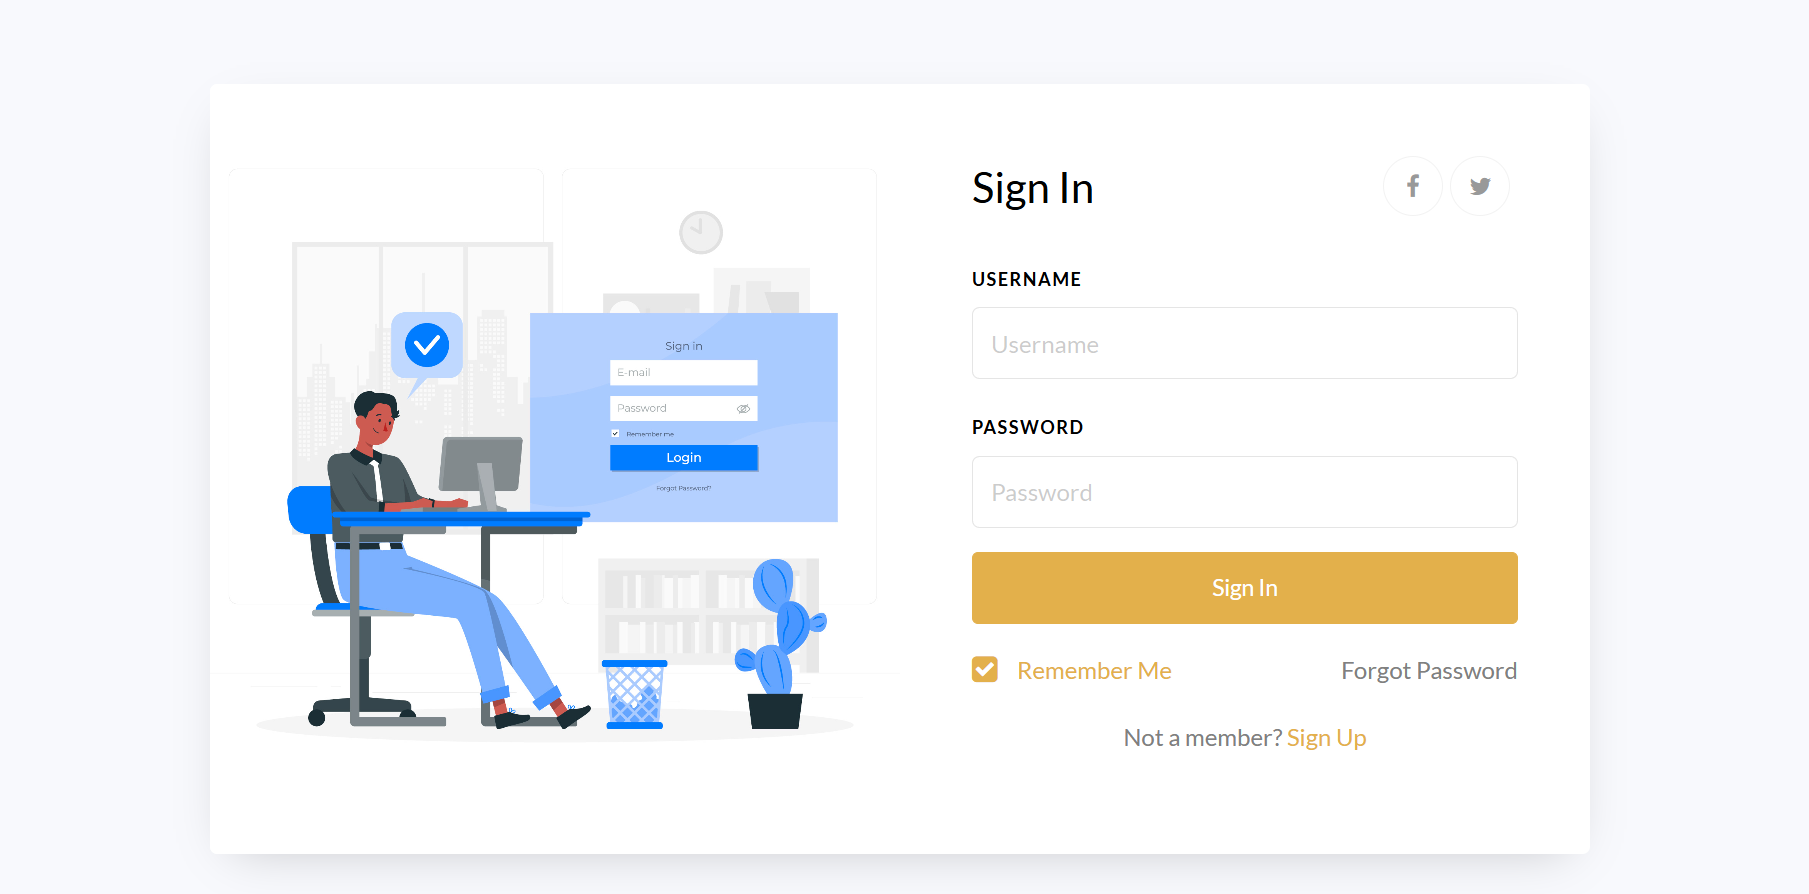 Sign in
E-mail
Password
Remember me
Login
Forgot Password?
Sign In
USERNAME
Username
PASSWORD
Password
Sign In
Remember Me
Forgot Password
Not a member? Sign Up